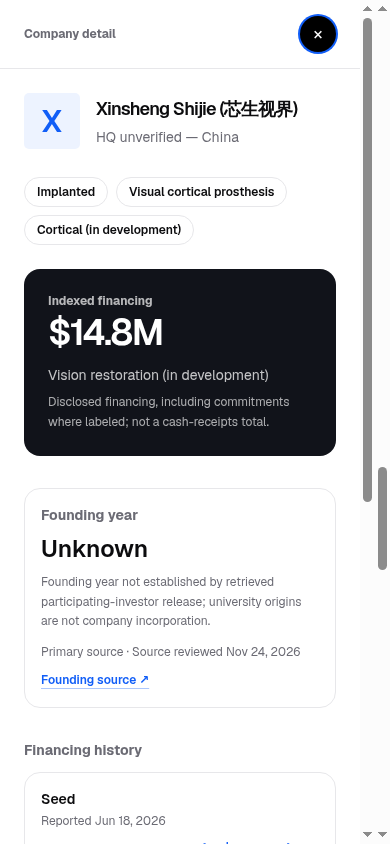 Company detail
×
X
Xinsheng Shijie (芯生视界)
HQ unverified — China
Implanted
Visual cortical prosthesis
Cortical (in development)
Indexed financing
$14.8M
Vision restoration (in development)
Disclosed financing, including commitments
where labeled; not a cash-receipts total.
Founding year
Unknown
Founding year not established by retrieved
participating-investor release; university origins
are not company incorporation.
Primary source · Source reviewed Nov 24, 2026
Founding source ↗
Financing history
Seed
Reported Jun 18, 2026